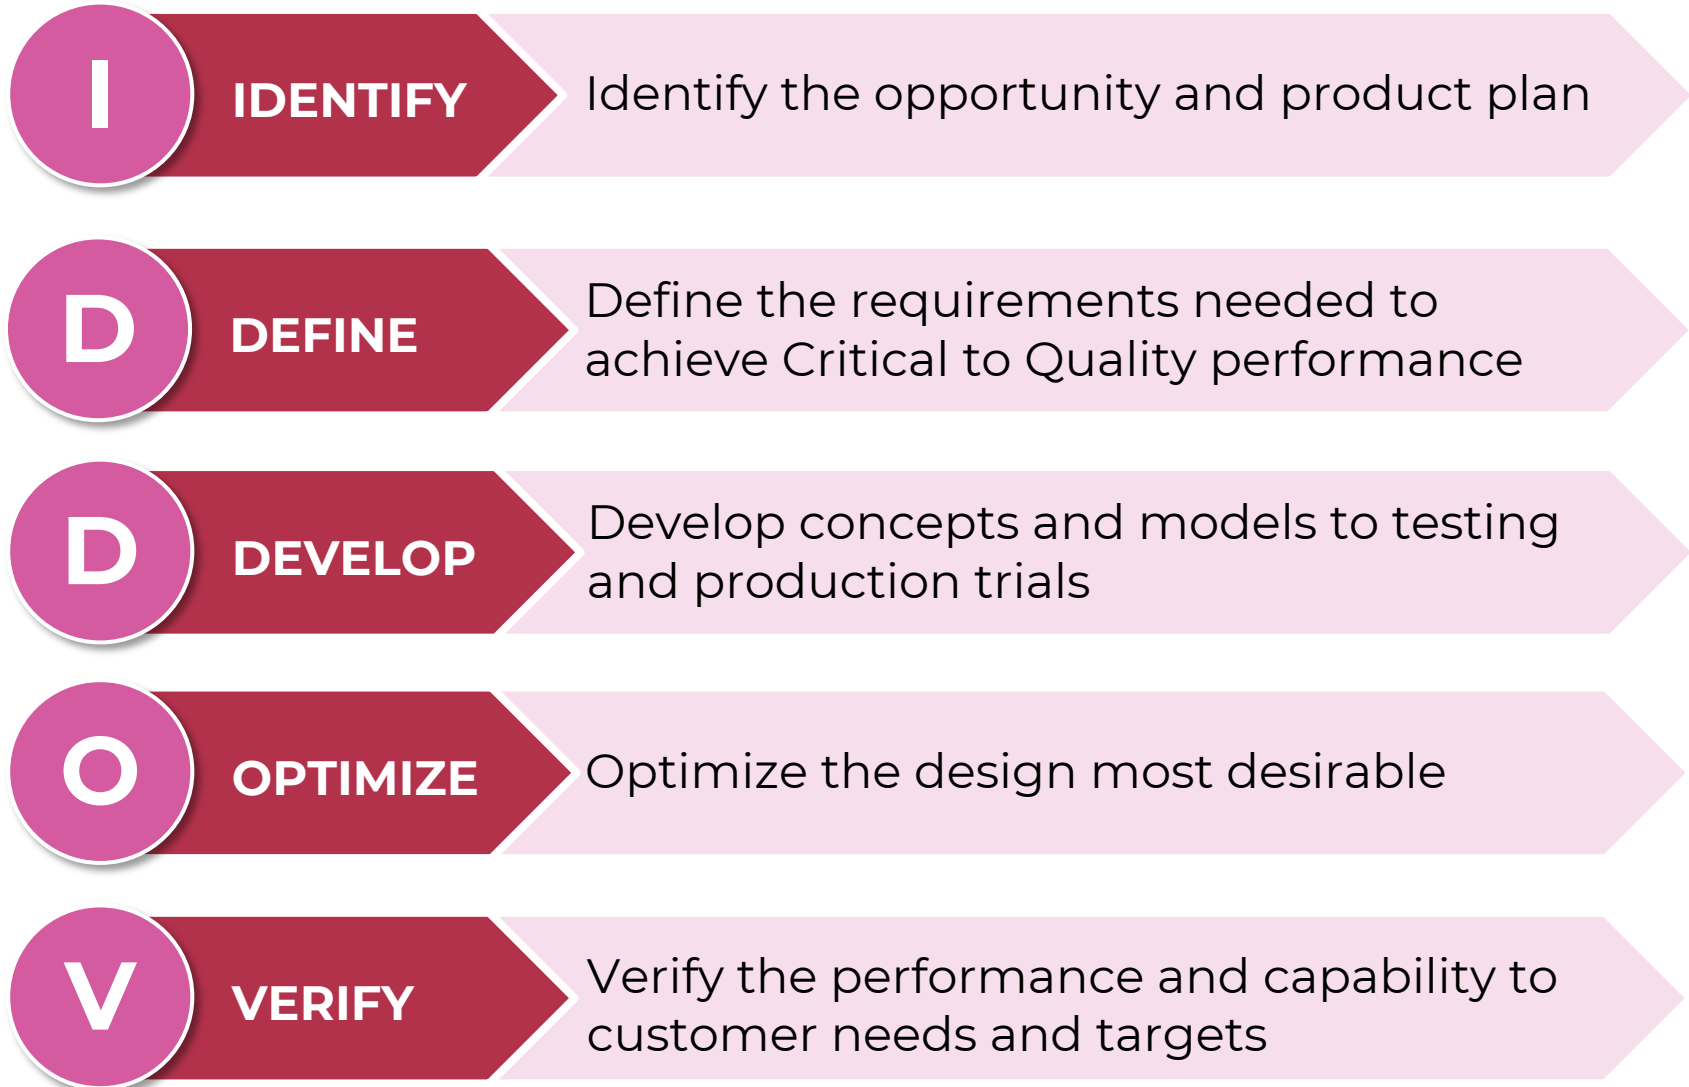 I
IDENTIFY
Identify the opportunity and product plan
D
DEFINE
Define the requirements needed to
achieve Critical to Quality performance
D
DEVELOP
Develop concepts and models to testing
and production trials
O
OPTIMIZE
Optimize the design most desirable
V
VERIFY
Verify the performance and capability to
customer needs and targets